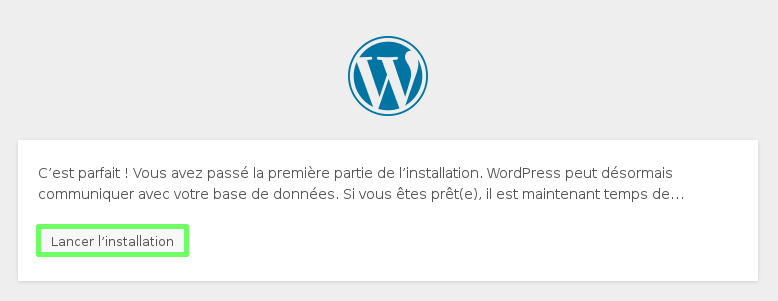 C’est parfait ! Vous avez passé la première partie de l’installation. WordPress peut désormais
communiquer avec votre base de données. Si vous êtes prêt(e), il est maintenant temps de…
Lancer l’installation